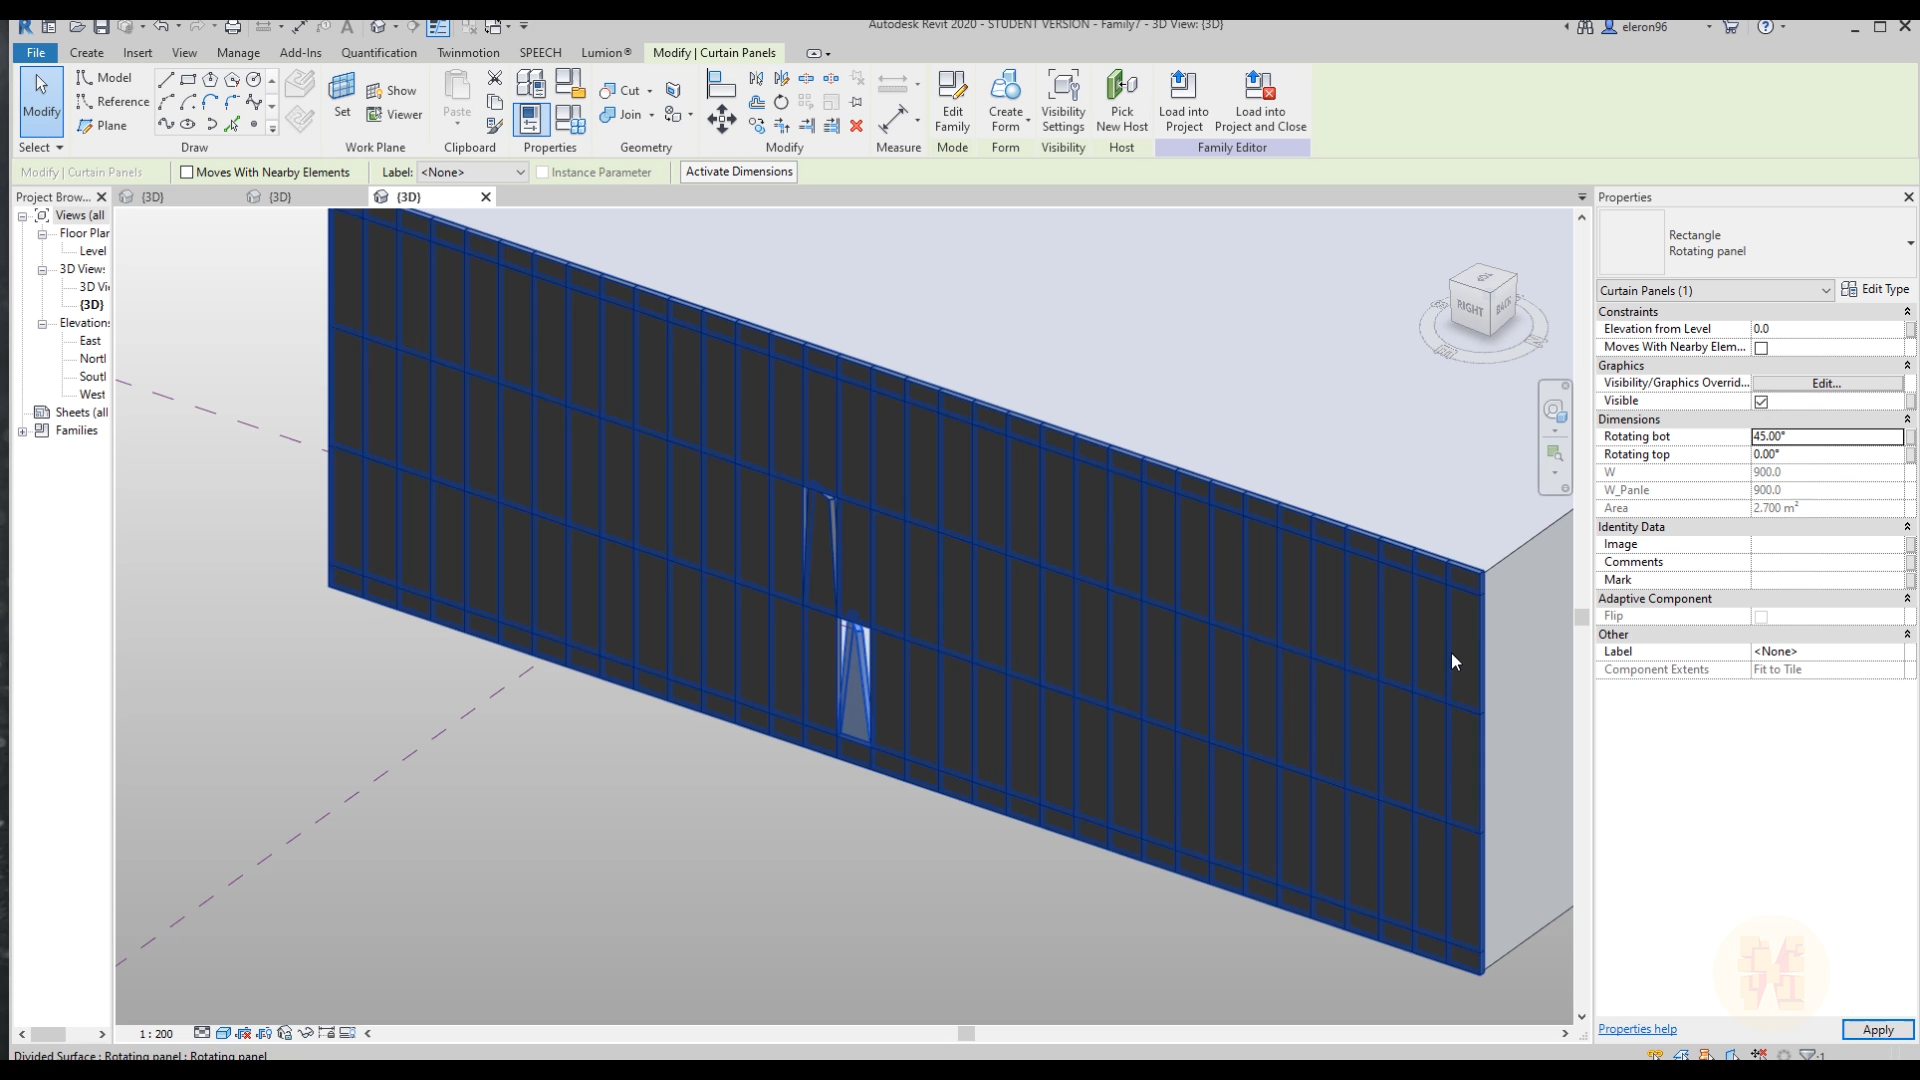 Autodesk Revit 2020 - STUDENT VERSION - Family7 - 3D View: {3D}
eleron96
File Create Insert View Manage Add-Ins Quantification Twinmotion SPEECH Lumion® Modify | Curtain Panels
Modify
Model
Reference
Plane
Set
Show
Viewer
Paste
Cut
Join
Edit Family
Create Form
Visibility Settings
Pick New Host
Load into Project
Load into Project and Close
Select Draw Work Plane Clipboard Properties Geometry Modify Measure Mode Form Visibility Host Family Editor
Modify | Curtain Panels Moves With Nearby Elements Label: <None> Instance Parameter Activate Dimensions
Project Brow... {3D} {3D} {3D}
Views (all
Floor Plar
Level
3D Views
3D Vi
{3D}
Elevations
East
North
South
West
Sheets (all
Families
RIGHT
BACK
Properties
Rectangle
Rotating panel
Curtain Panels (1) Edit Type
Constraints
Elevation from Level 0.0
Moves With Nearby Elem...
Graphics
Visibility/Graphics Overrid... Edit...
Visible
Dimensions
Rotating bot 45.00°
Rotating top 0.00°
W 900.0
W_Panle 900.0
Area 2.700 m²
Identity Data
Image
Comments
Mark
Adaptive Component
Flip
Other
Label <None>
Component Extents Fit to Tile
Properties help Apply
1 : 200
Divided Surface : Rotating panel : Rotating panel
:1